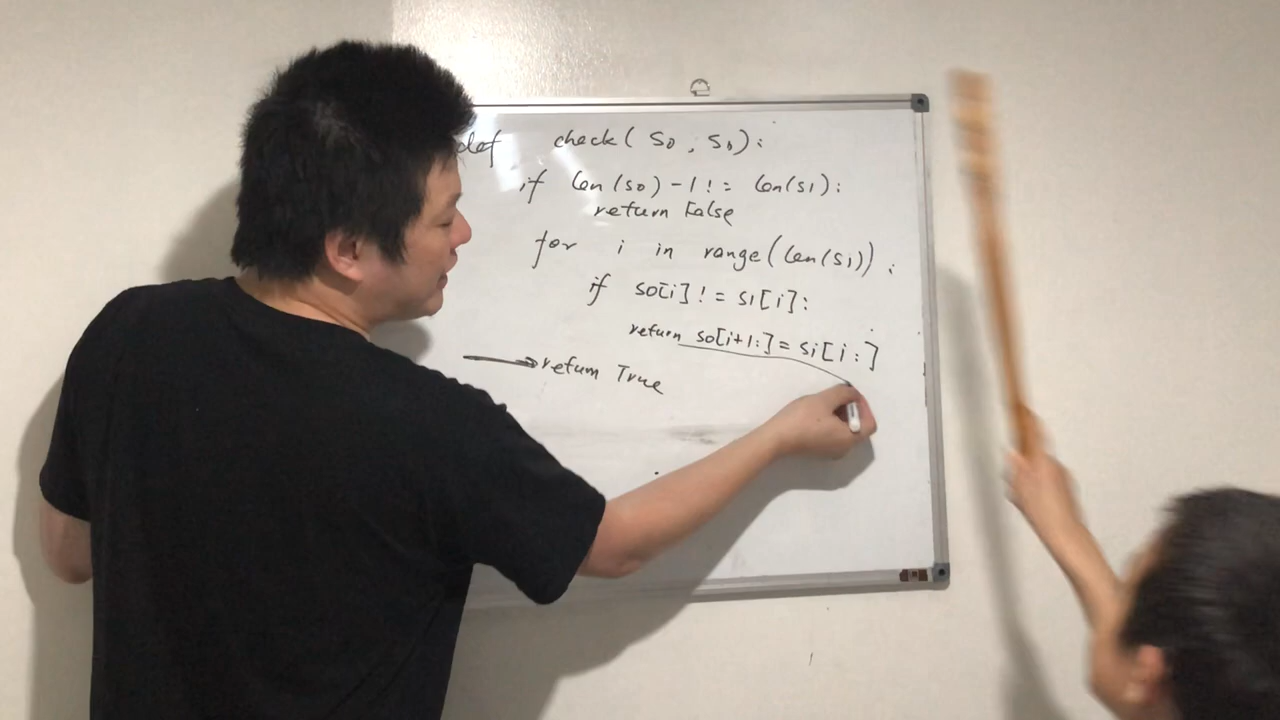 def check(s0, s1):
if len(s0)-1 != len(s1):
return False
for i in range(len(s1)):
if s0[i] != s1[i]:
return s0[i+1:] = s1[i:]
return True